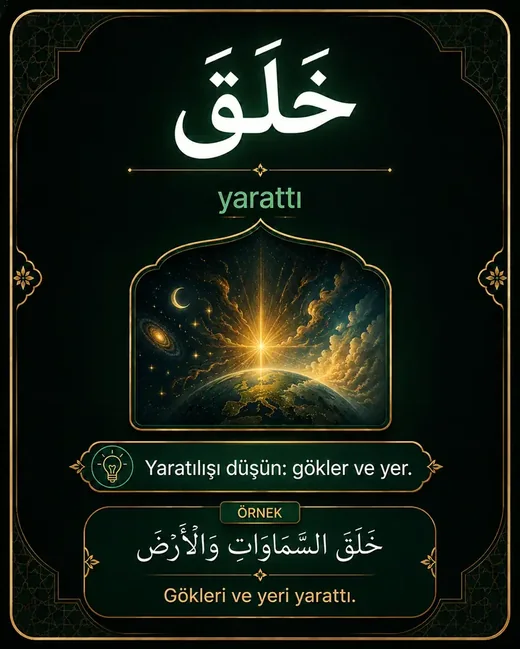 خَلَقَ
yarattı
Yaratılışı düşün: gökler ve yer.
ÖRNEK
خَلَقَ السَّمَاوَاتِ وَالْأَرْضَ
Gökleri ve yeri yarattı.